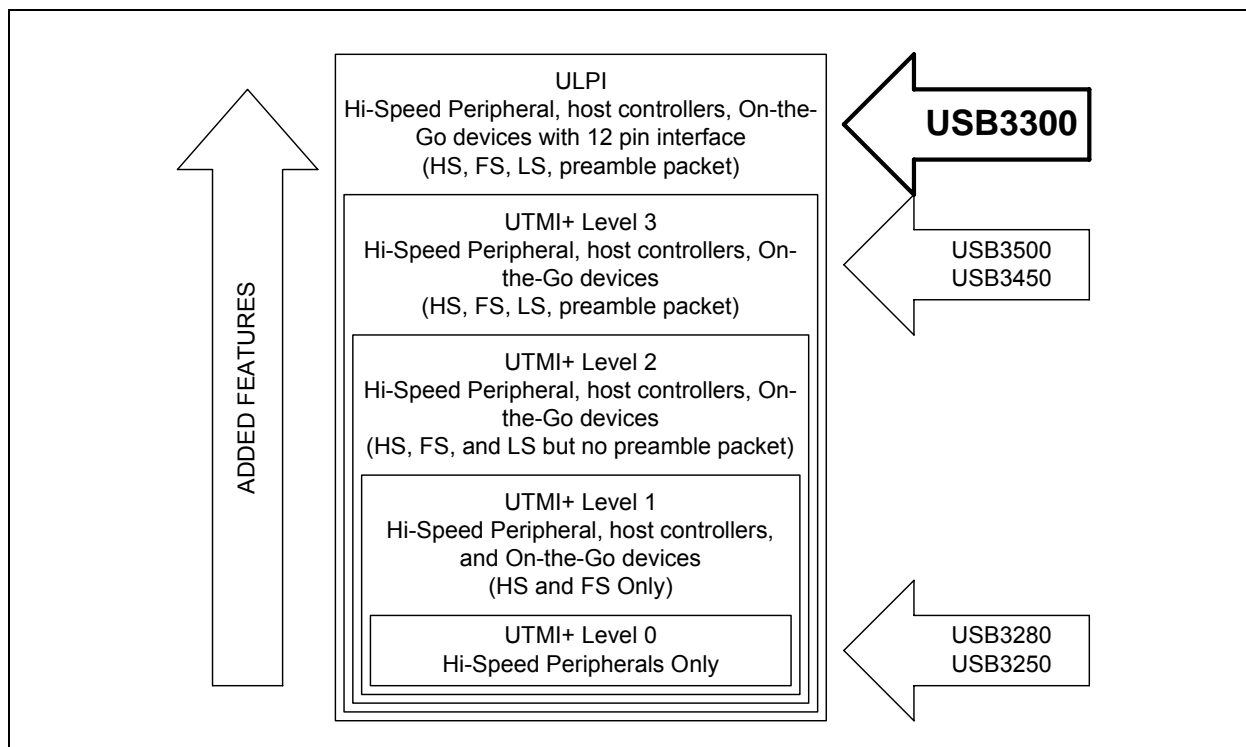 ADDED FEATURES
ULPI
Hi-Speed Peripheral, host controllers, On-the-
Go devices with 12 pin interface
(HS, FS, LS, preamble packet)
USB3300
UTMI+ Level 3
Hi-Speed Peripheral, host controllers, On-
the-Go devices
(HS, FS, LS, preamble packet)
USB3500
USB3450
UTMI+ Level 2
Hi-Speed Peripheral, host controllers, On-
the-Go devices
(HS, FS, and LS but no preamble packet)
UTMI+ Level 1
Hi-Speed Peripheral, host controllers,
and On-the-Go devices
(HS and FS Only)
UTMI+ Level 0
Hi-Speed Peripherals Only
USB3280
USB3250